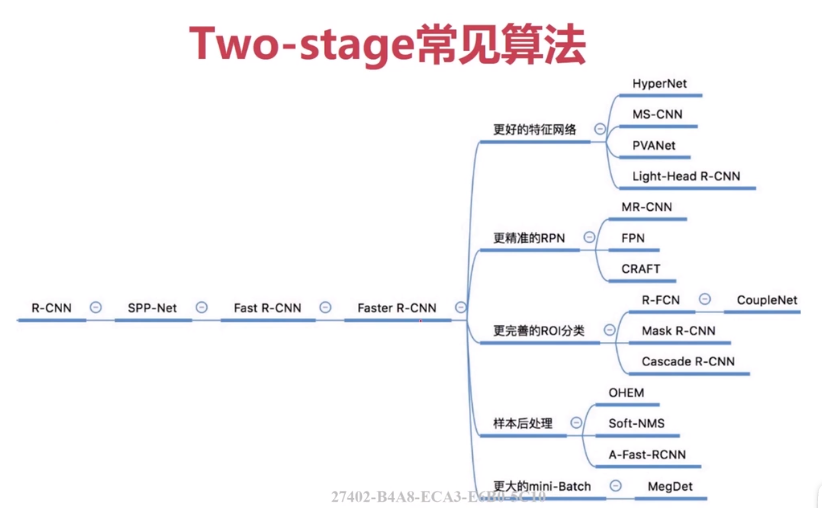 Two-stage常见算法
R-CNN
SPP-Net
Fast R-CNN
Faster R-CNN
更好的特征网络
HyperNet
MS-CNN
PVANet
Light-Head R-CNN
更精准的RPN
MR-CNN
FPN
CRAFT
更完善的ROI分类
R-FCN
CoupleNet
Mask R-CNN
Cascade R-CNN
样本后处理
OHEM
Soft-NMS
A-Fast-RCNN
更大的mini-Batch
MegDet